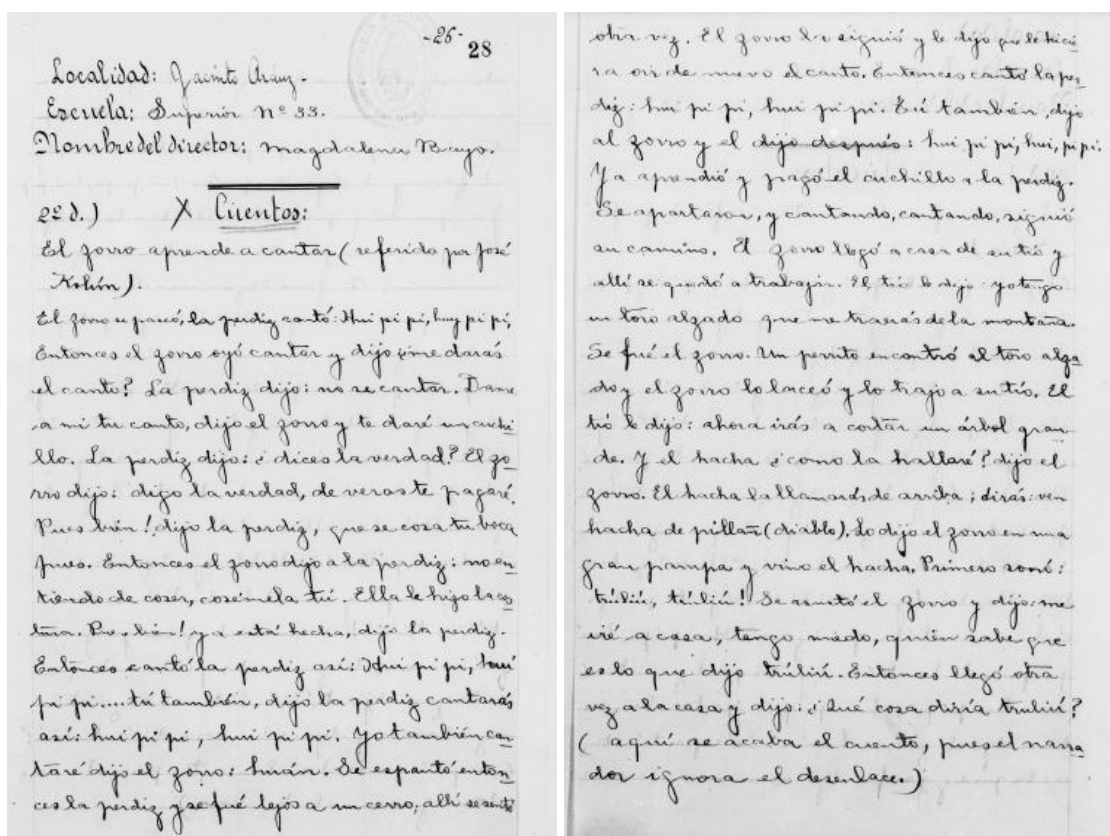 -26-
28
Localidad: Jacinto Aráuz.
Escuela: Superior Nº 33.
Nombre del director: Magdalena Bayo.
2º d.) X Cuentos:
El zorro aprende a cantar (referido por José
).
El zorro se paseó, la perdiz cantó: Hui pi pi, huy pi pi,
Entonces el zorro oyó cantar y dijo ¿me darás
el canto? La perdiz dijo: no se cantar. Dame
a mi tu canto, dijo el zorro y te daré un cuchi
llo. La perdiz dijo: ¿dices la verdad? El zo
rro dijo: digo la verdad, de veras te pagaré.
Pues bién! dijo la perdiz, que se cosa tu boca
pues. Entonces el zorro dijo a la perdiz: no en
tiendo de coser, cosémela tú. Ella le hizo la cos
tura. Pues bién! ya está hecha, dijo la perdiz.
Entonces cantó la perdiz así: Hui pi pi, hui
pi pi.... tú también, dijo la perdiz cantarás
así: hui pi pi, hui pi pi. Yo también can
taré dijo el zorro: huán. Se espantó enton
ces la perdiz y se fué lejos a un cerro, allí se sentó
otra vez. El zorro la siguió y le dijo que le hicie
ra oir de nuevo el canto. Entonces cantó la per
diz: hui pi pi, hui pi pi. Tú también, dijo
al zorro y el dijo después: hui pi pi, hui, pi pi.
Ya aprendió y pagó el cuchillo a la perdiz.
Se apartaron, y cantando, cantando, siguió
su camino. El zorro llegó a casa de su tío y
allí se quedó a trabajar. El tío le dijo: yo tengo
un toro alzado que me traerás de la montaña.
Se fué el zorro. Un perrito encontró al toro alza
do y el zorro lo laceó y lo trajo a su tío. El
tió le dijo: ahora irás a cortar un árbol gran
de. Y el hacha ¿como la hallaré? dijo el
zorro. El hacha la llamarás de arriba; dirás: ven
hacha de pillañ (diablo). Lo dijo el zorro en una
gran pampa y vino el hacha. Primero sonó:
trúliú, trúliú! Se asustó el zorro y dijo: me
iré a casa, tengo miedo, quién sabe que
es lo que dijo trúliú. Entonces llegó otra
vez a la casa y dijo: ¿Qué cosa diría truliú?
(aquí se acaba el cuento, pues el narra
dor ignora el desenlace.)